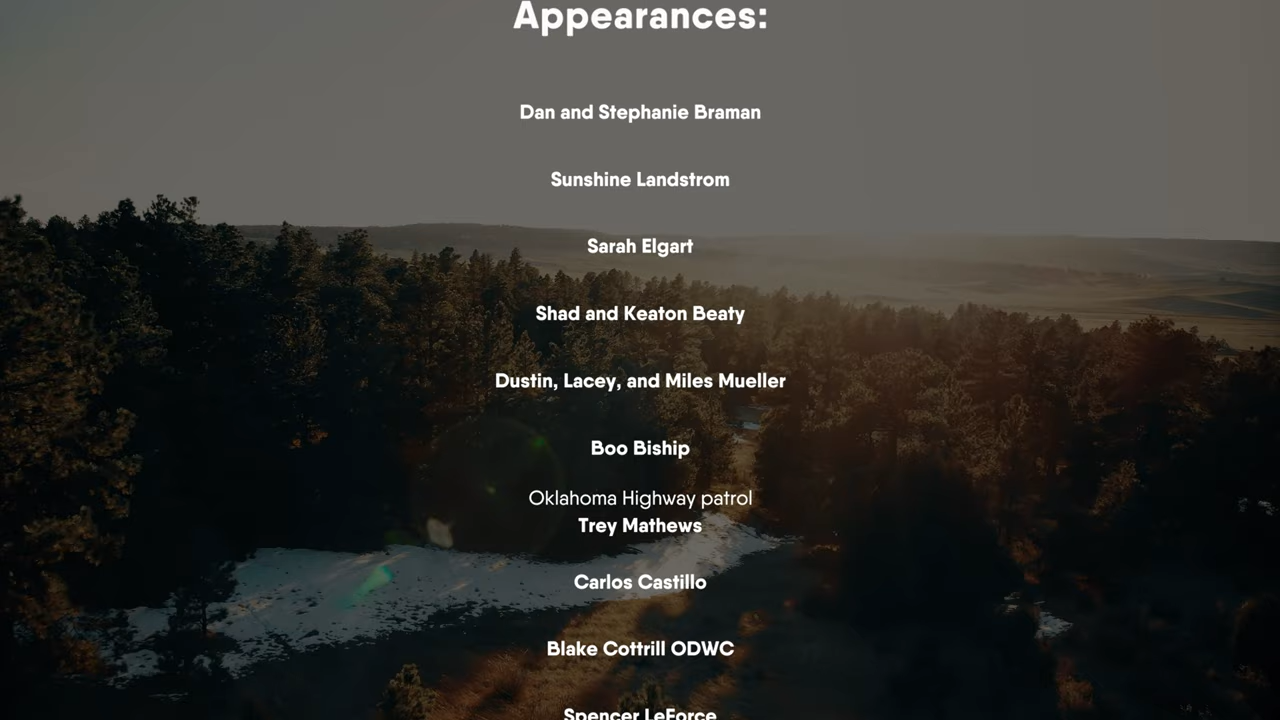 Appearances:
Dan and Stephanie Braman
Sunshine Landstrom
Sarah Elgart
Shad and Keaton Beaty
Dustin, Lacey, and Miles Mueller
Boo Biship
Oklahoma Highway patrol
Trey Mathews
Carlos Castillo
Blake Cottrill ODWC
Spencer LeForce